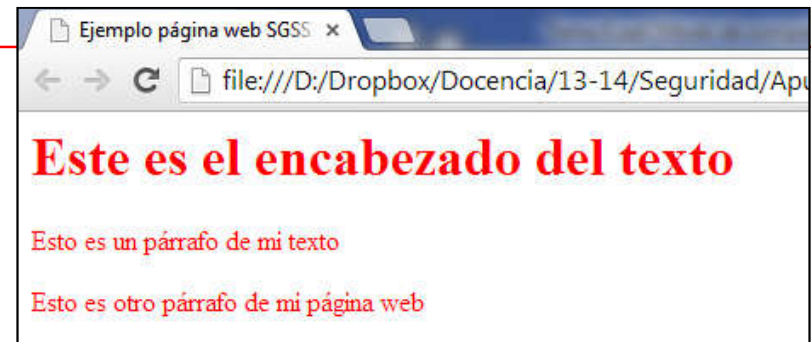 Ejemplo página web SGSS ×
file:///D:/Dropbox/Docencia/13-14/Seguridad/Apu
Este es el encabezado del texto
Esto es un párrafo de mi texto
Esto es otro párrafo de mi página web